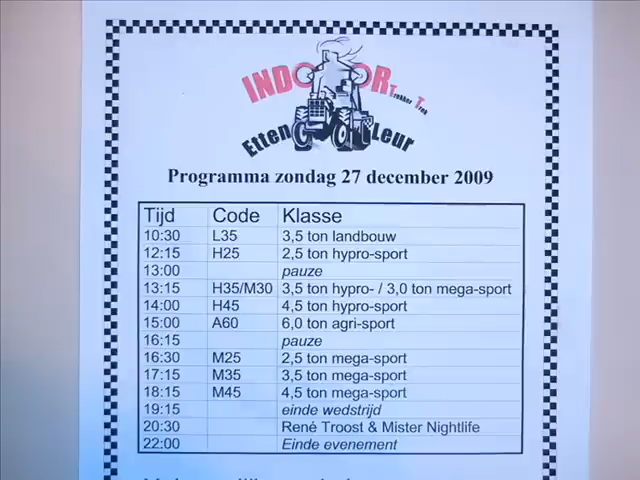 INDOOR Trekker Trek
Etten Leur
Programma zondag 27 december 2009
Tijd Code Klasse
10:30 L35 3,5 ton landbouw
12:15 H25 2,5 ton hypro-sport
13:00 pauze
13:15 H35/M30 3,5 ton hypro- / 3,0 ton mega-sport
14:00 H45 4,5 ton hypro-sport
15:00 A60 6,0 ton agri-sport
16:15 pauze
16:30 M25 2,5 ton mega-sport
17:15 M35 3,5 ton mega-sport
18:15 M45 4,5 ton mega-sport
19:15 einde wedstrijd
20:30 René Troost & Mister Nightlife
22:00 Einde evenement